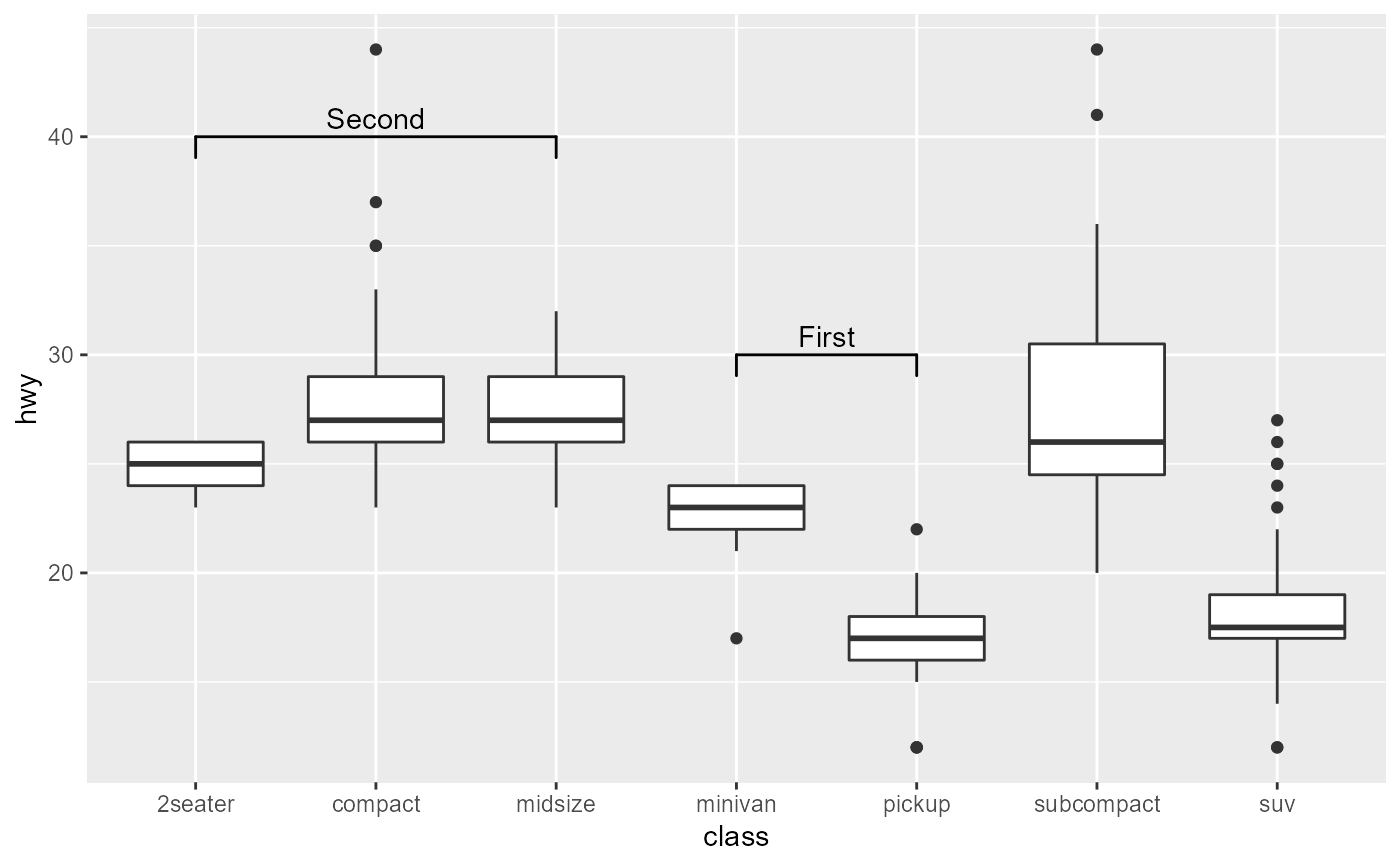 Second
40
First
30
hwy
20
2seater compact midsize minivan pickup subcompact suv
class